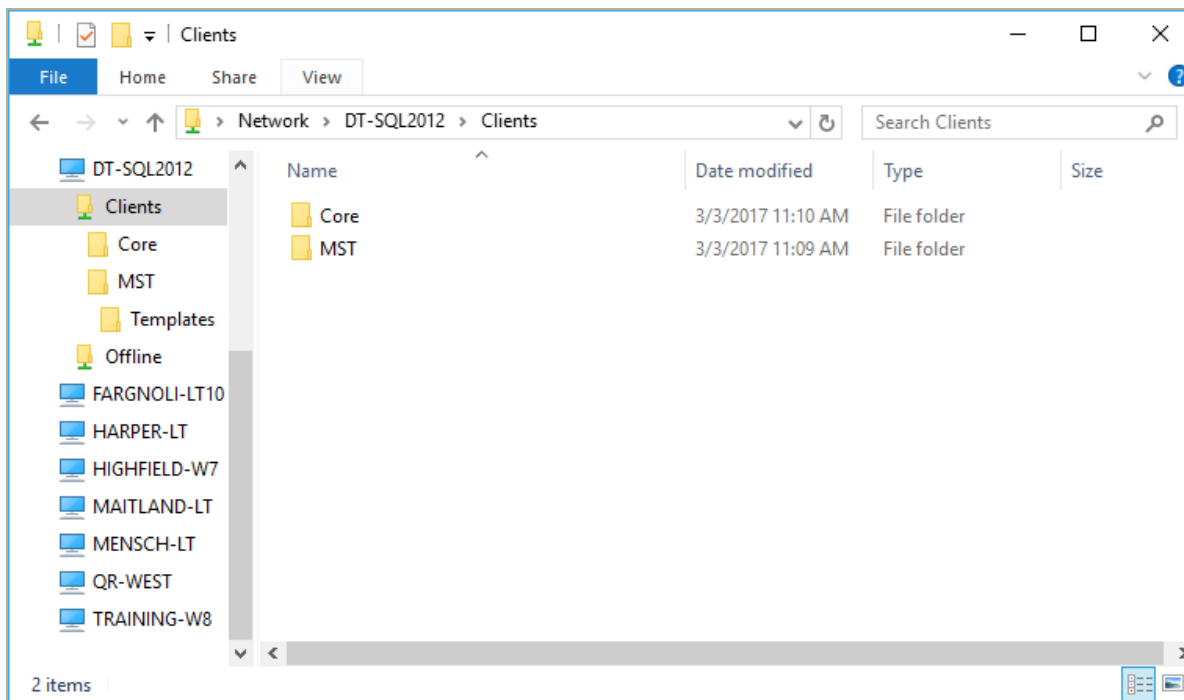 Clients
File Home Share View
Network > DT-SQL2012 > Clients Search Clients
Name Date modified Type Size
DT-SQL2012
Clients
Core
MST
Templates
Offline
FARGNOLI-LT10
HARPER-LT
HIGHFIELD-W7
MAITLAND-LT
MENSCH-LT
QR-WEST
TRAINING-W8
Core 3/3/2017 11:10 AM File folder
MST 3/3/2017 11:09 AM File folder
2 items